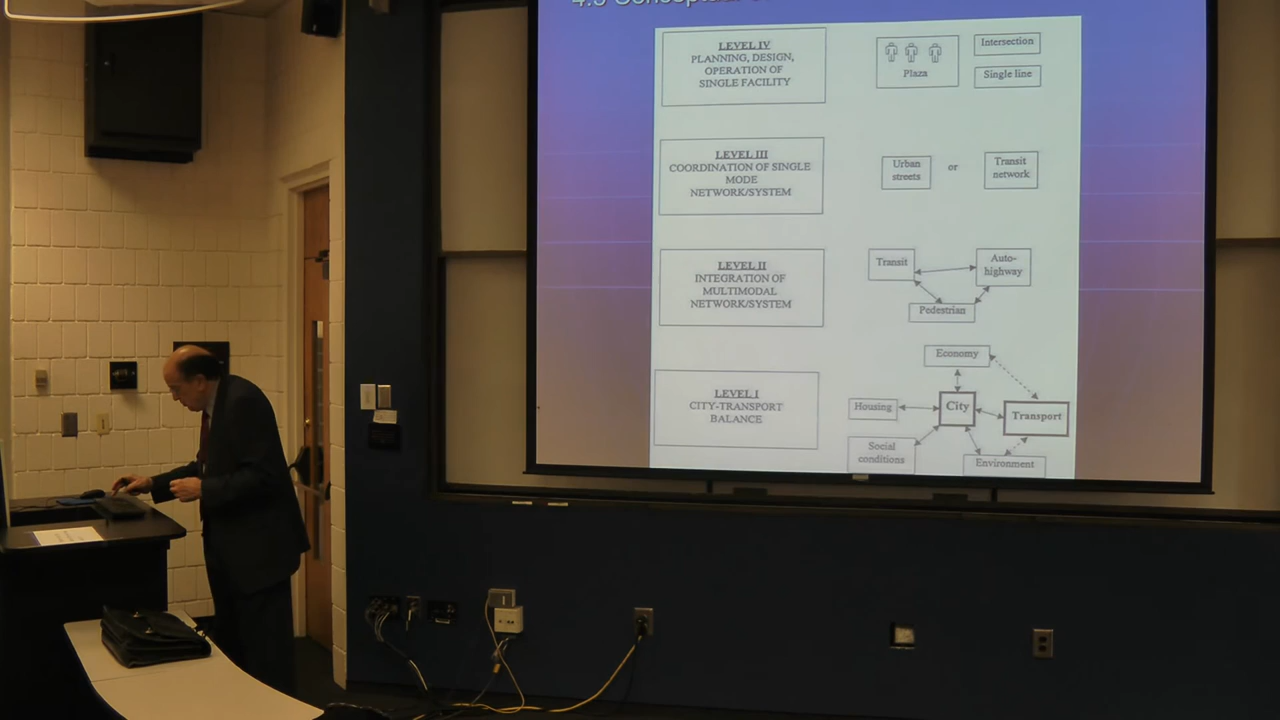 LEVEL IV
PLANNING, DESIGN,
OPERATION OF
SINGLE FACILITY
Plaza
Intersection
Single line
LEVEL III
COORDINATION OF SINGLE
MODE
NETWORK/SYSTEM
Urban
streets
or
Transit
network
LEVEL II
INTEGRATION OF
MULTIMODAL
NETWORK/SYSTEM
Transit
Auto-
highway
Pedestrian
LEVEL I
CITY-TRANSPORT
BALANCE
Economy
Housing
City
Transport
Social
conditions
Environment